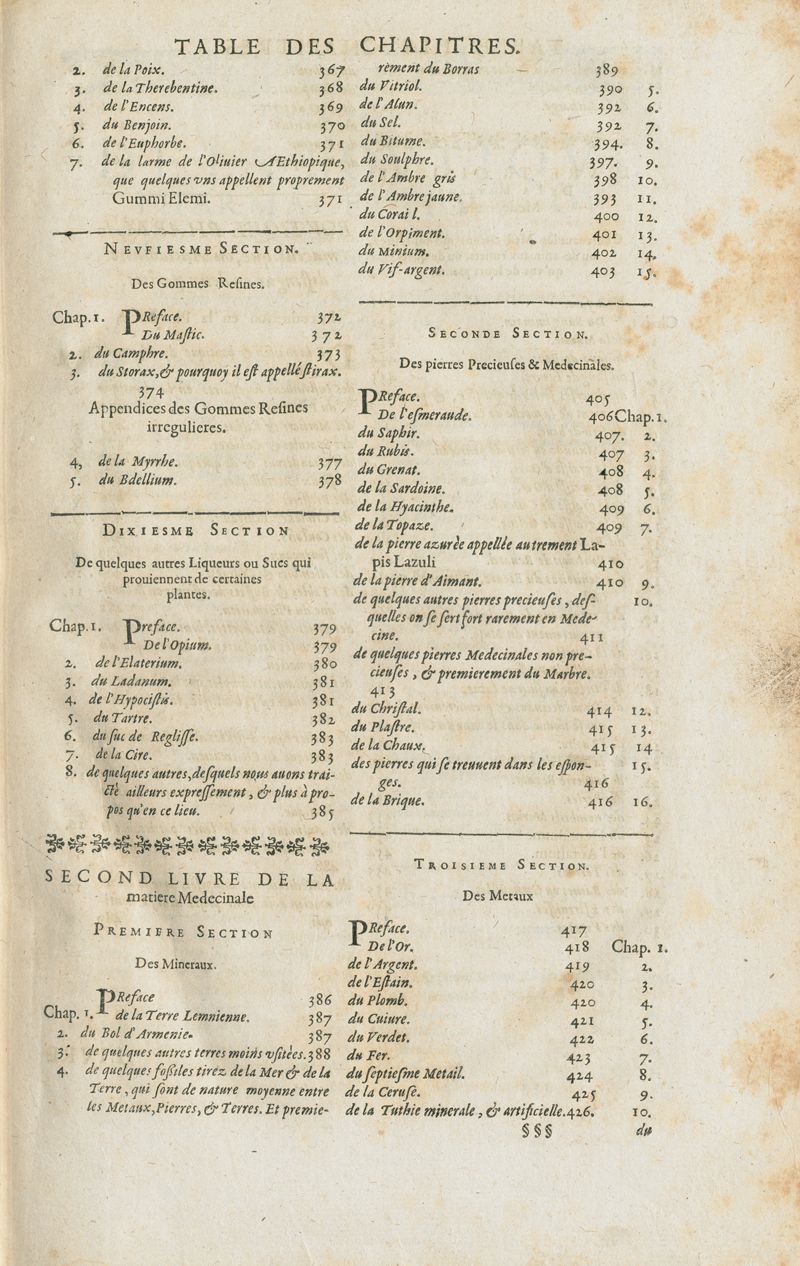 TABLE DES CHAPITRES.
2. de la Poix. 367
3. de la Therebentine. 368
4. de l'Encens. 369
5. du Benjoin. 370
6. de l'Euphorbe. 371
7. de la larme de l'Oliuier Æthiopique,
que quelques vns appellent proprement
Gummi Elemi. 371
NEVFIESME SECTION.
Des Gommes Resines.
Chap.1. PReface. 372
Du Mastic. 372
2. du Camphre. 373
3. du Storax,& pourquoy il est appellé stirax.
374
Appendices des Gommes Resines
irregulieres.
4, de la Myrrhe. 377
5. du Bdellium. 378
DIXIESME SECTION
De quelques autres Liqueurs ou Sucs qui
prouiennent de certaines
plantes.
Chap.1. Preface. 379
De l'Opium. 379
2. de l'Elaterium. 380
3. du Ladanum. 381
4. de l'Hypocistis. 381
5. du Tartre. 382
6. du suc de Reglisse. 383
7. de la Cire. 383
8. de quelques autres,desquels nous auons trai-
cté ailleurs expressement, & plus à pro-
pos qu'en ce lieu. 385
SECOND LIVRE DE LA
matiere Medecinale
PREMIERE SECTION
Des Mineraux.
PReface 386
Chap. 1. de la Terre Lemnienne. 387
2. du Bol d'Armenie. 387
3. de quelques autres terres moins vsitèes. 388
4. de quelques fossiles tirez de la Mer & de la
Terre, qui sont de nature moyenne entre
les Metaux,Pierres, & Terres. Et premie-
rèment du Borras 389
du Vitriol. 390 5.
de l'Alun. 392 6.
du Sel. 392 7.
du Bitume. 394. 8.
du Soulphre. 397. 9.
de l'Ambre gris 398 10.
de l'Ambre jaune. 393 11.
du Corail. 400 12.
de l'Orpiment. 401 13.
du Minium. 402 14.
du Vif-argent. 403 15.
SECONDE SECTION.
Des pierres Precieuses & Medecinales.
PReface. 405
De l'esmeraude. 406 Chap.1.
du Saphir. 407. 2.
du Rubis. 407 3.
du Grenat. 408 4.
de la Sardoine. 408 5.
de la Hyacinthe. 409 6.
de la Topaze. 409 7.
de la pierre azurèe appellèe autrement La-
pis Lazuli 410
de la pierre d'Aimant. 410 9.
de quelques autres pierres precieuses, des- 10.
quelles on se sert fort rarement en Mede-
cine. 411
de quelques pierres Medecinales non pre-
cieuses, & premierement du Marbre.
413
du Christal. 414 12.
du Plastre. 415 13.
de la Chaux. 415 14
des pierres qui se treuuent dans les espon- 15.
ges. 416
de la Brique. 416 16.
TROISIEME SECTION.
Des Metaux
PReface. 417
De l'Or. 418 Chap. 1.
de l'Argent. 419 2.
de l'Estain. 420 3.
du Plomb. 420 4.
du Cuiure. 421 5.
du Verdet. 422 6.
du Fer. 423 7.
du septiesme Metail. 424 8.
de la Ceruse. 425 9.
de la Tuthie minerale, & artificielle. 426. 10.
§ § § du